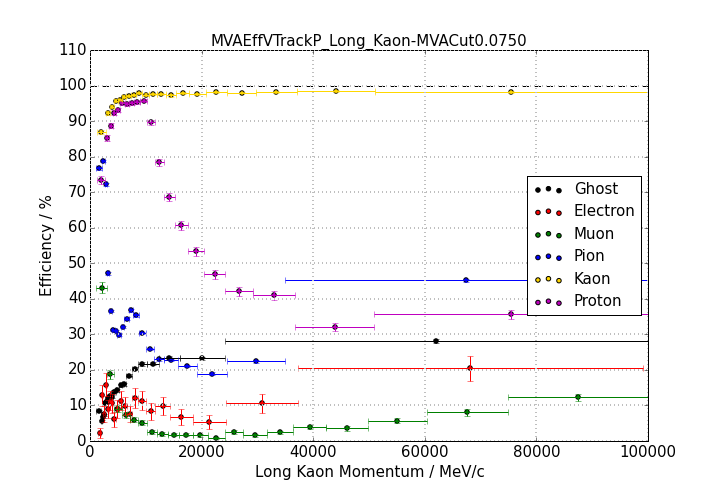 MVAEffVTrackP_Long_Kaon-MVACut0.0750
110
100
90
80
70
60
50
40
30
20
10
0
Efficiency / %
Ghost
Electron
Muon
Pion
Kaon
Proton
0 20000 40000 60000 80000 100000
Long Kaon Momentum / MeV/c